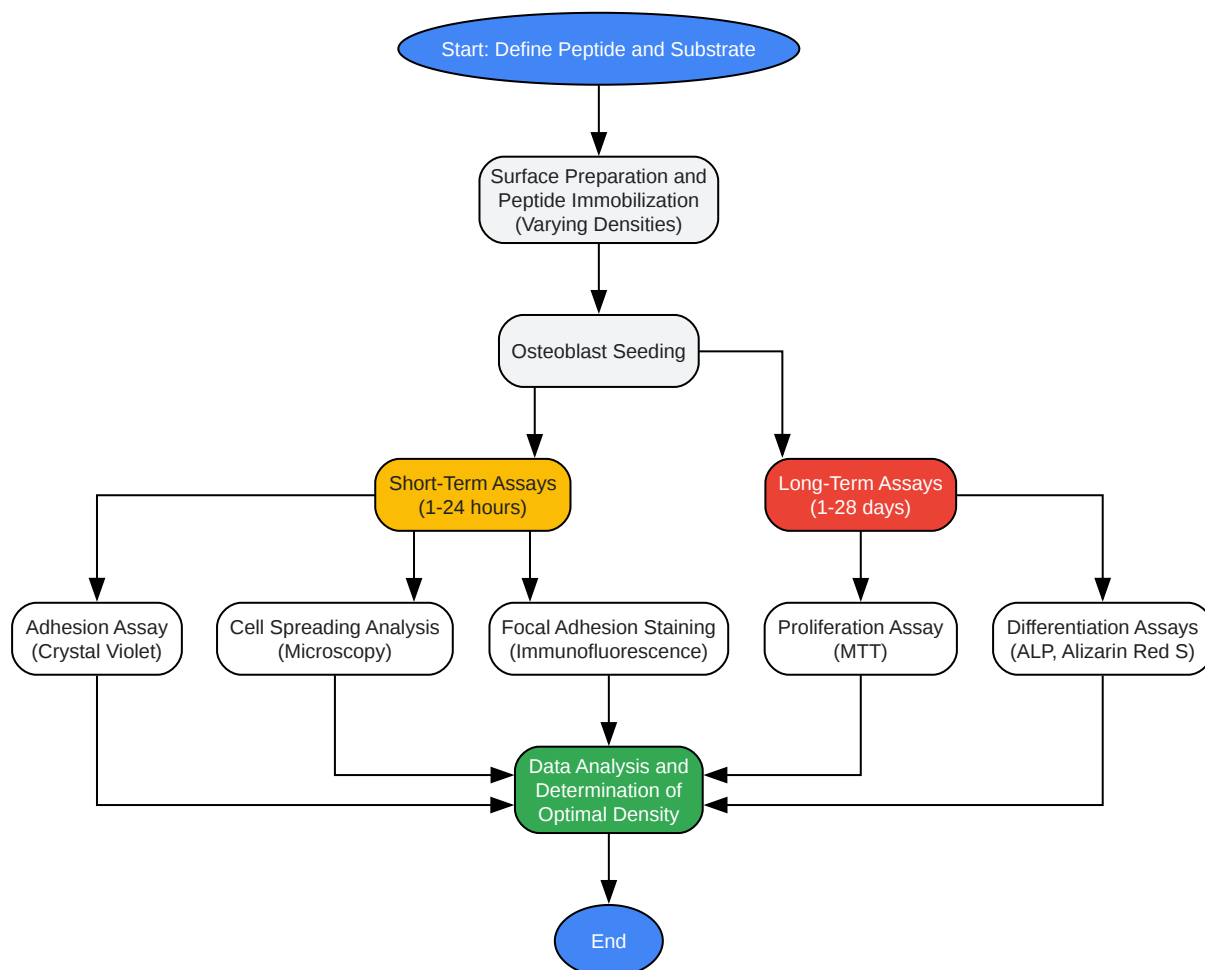 Start: Define Peptide and Substrate
Surface Preparation and
Peptide Immobilization
(Varying Densities)
Osteoblast Seeding
Short-Term Assays
(1-24 hours)
Long-Term Assays
(1-28 days)
Adhesion Assay
(Crystal Violet)
Cell Spreading Analysis
(Microscopy)
Focal Adhesion Staining
(Immunofluorescence)
Proliferation Assay
(MTT)
Differentiation Assays
(ALP, Alizarin Red S)
Data Analysis and
Determination of
Optimal Density
End